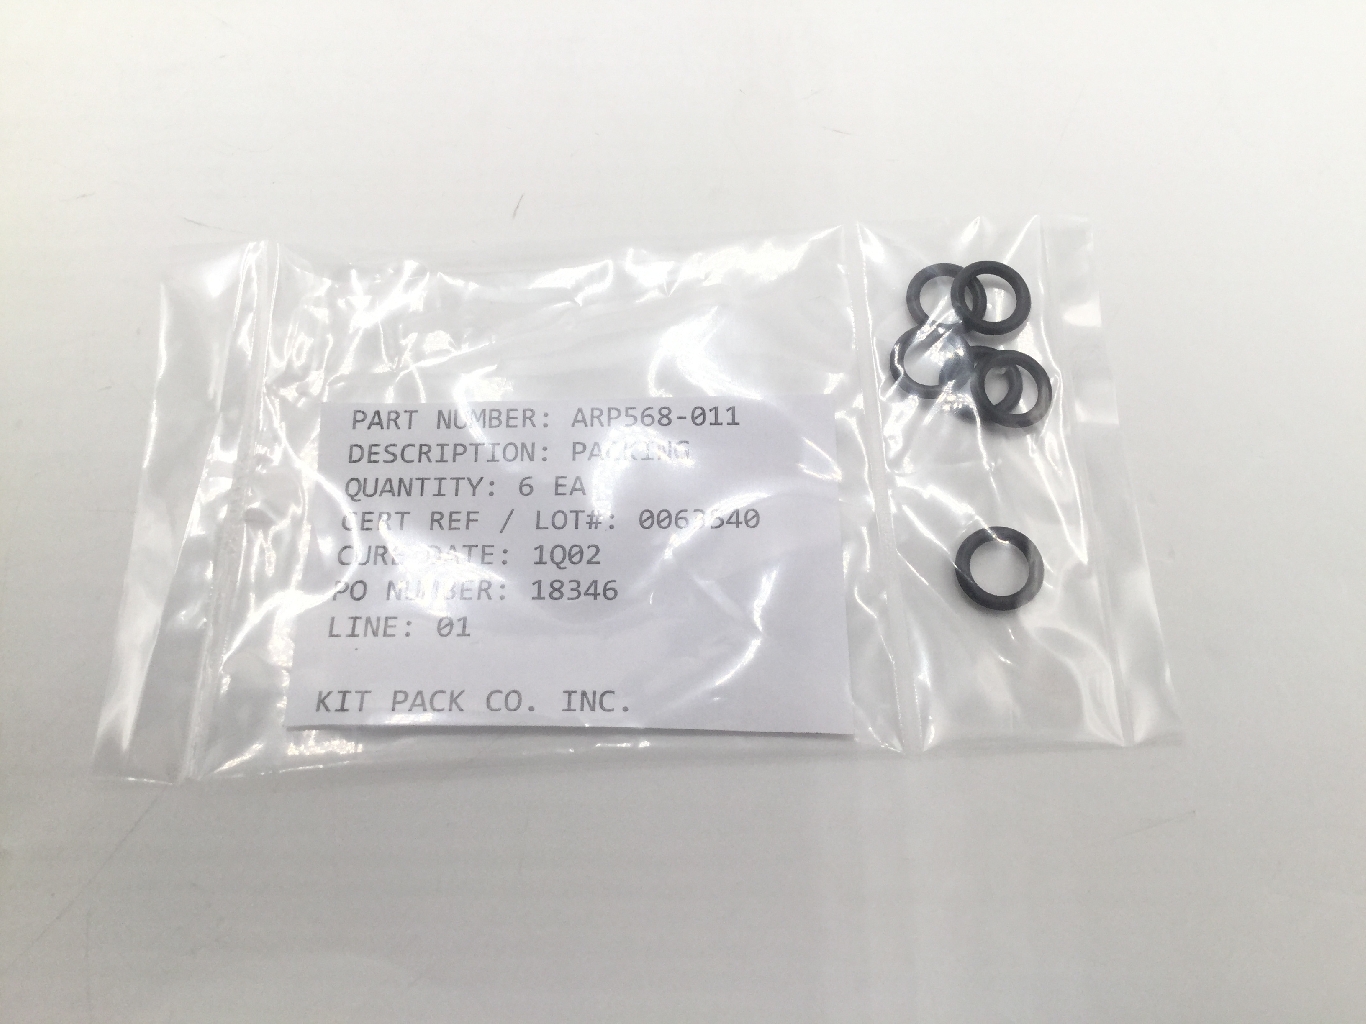 PART NUMBER: ARP568-011
DESCRIPTION: PACKING
QUANTITY: 6 EA
CERT REF / LOT#:
CURE DATE: 1Q02
PO NUMBER: 18346
LINE: 01
KIT PACK CO. INC.